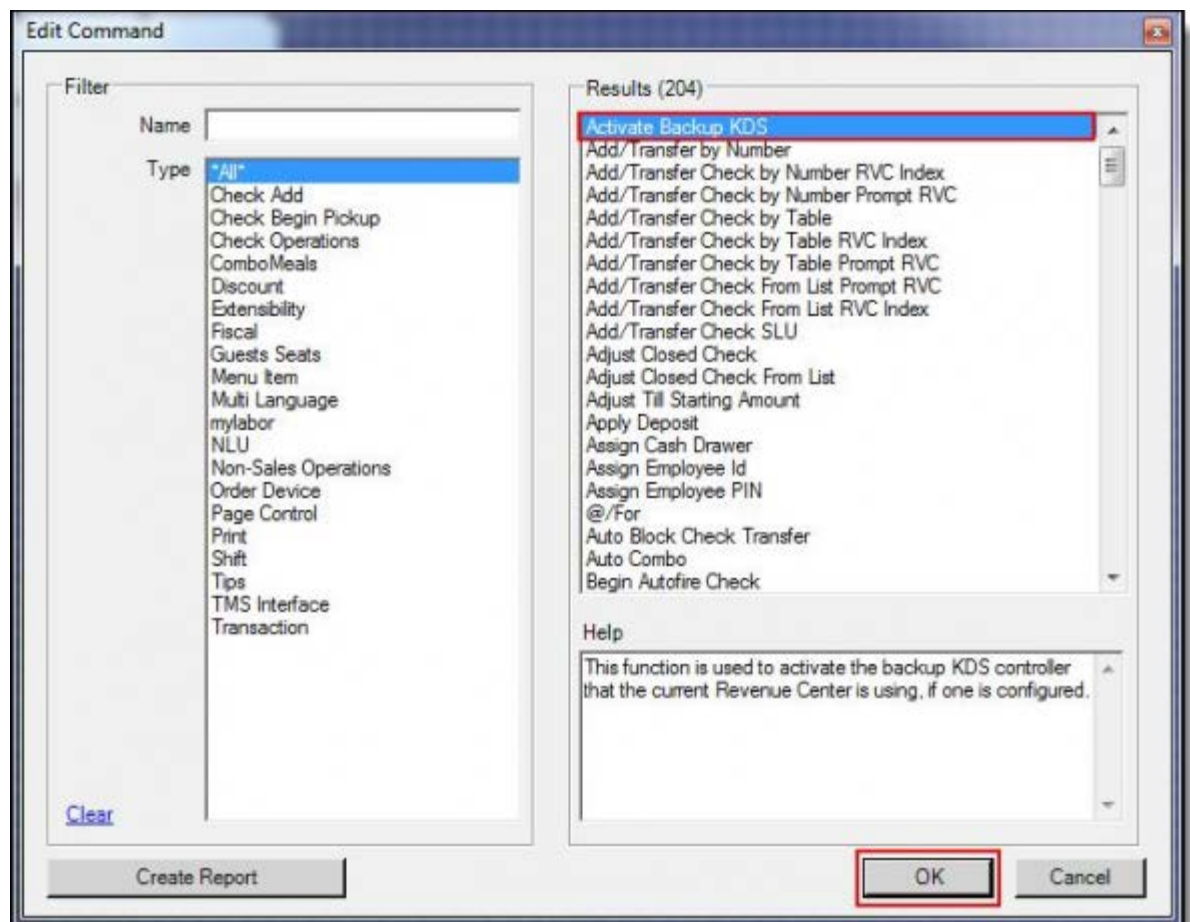 Edit Command
Filter
Name
Type
*All*
Check Add
Check Begin Pickup
Check Operations
ComboMeals
Discount
Extensibility
Fiscal
Guests Seats
Menu Item
Multi Language
mylabor
NLU
Non-Sales Operations
Order Device
Page Control
Print
Shift
Tips
TMS Interface
Transaction
Clear
Create Report
Results (204)
Activate Backup KDS
Add/Transfer by Number
Add/Transfer Check by Number RVC Index
Add/Transfer Check by Number Prompt RVC
Add/Transfer Check by Table
Add/Transfer Check by Table RVC Index
Add/Transfer Check by Table Prompt RVC
Add/Transfer Check From List Prompt RVC
Add/Transfer Check From List RVC Index
Add/Transfer Check SLU
Adjust Closed Check
Adjust Closed Check From List
Adjust Till Starting Amount
Apply Deposit
Assign Cash Drawer
Assign Employee Id
Assign Employee PIN
@/For
Auto Block Check Transfer
Auto Combo
Begin Autofire Check
Help
This function is used to activate the backup KDS controller
that the current Revenue Center is using, if one is configured.
OK
Cancel